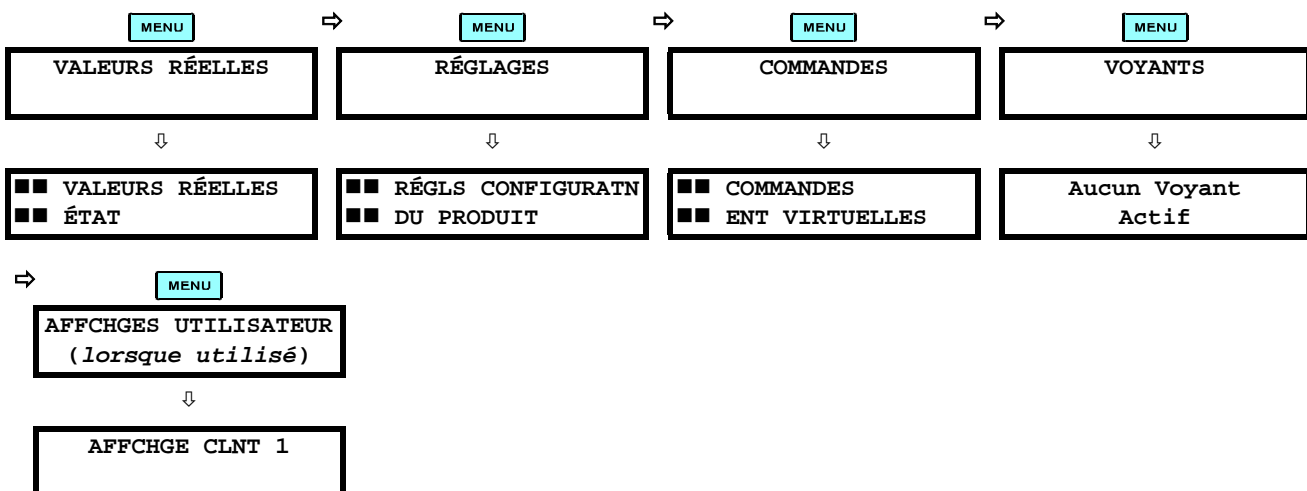 MENU MENU MENU MENU
VALEURS RÉELLES
RÉGLAGES
COMMANDES
VOYANTS
VALEURS RÉELLES
ÉTAT
RÉGLS CONFIGURATN
DU PRODUIT
COMMANDES
ENT VIRTUELLES
Aucun Voyant
Actif
MENU
AFFCHGES UTILISATEUR
(lorsque utilisé)
AFFCHGE CLNT 1